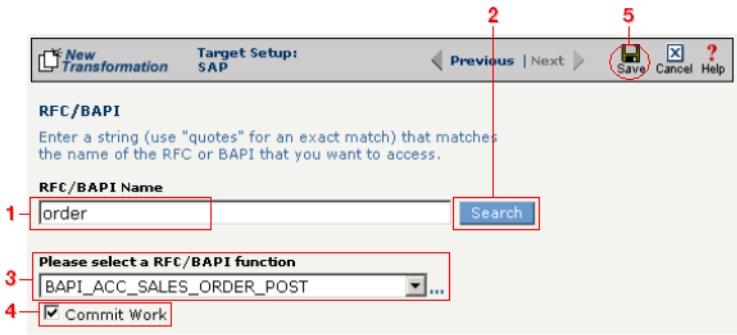 2
5
New Transformation
Target Setup:
SAP
Previous | Next
Save
Cancel
Help
RFC/BAPI
Enter a string (use "quotes" for an exact match) that matches
the name of the RFC or BAPI that you want to access.
RFC/BAPI Name
1
order
Search
Please select a RFC/BAPI function
3
BAPI_ACC_SALES_ORDER_POST
...
4
Commit Work